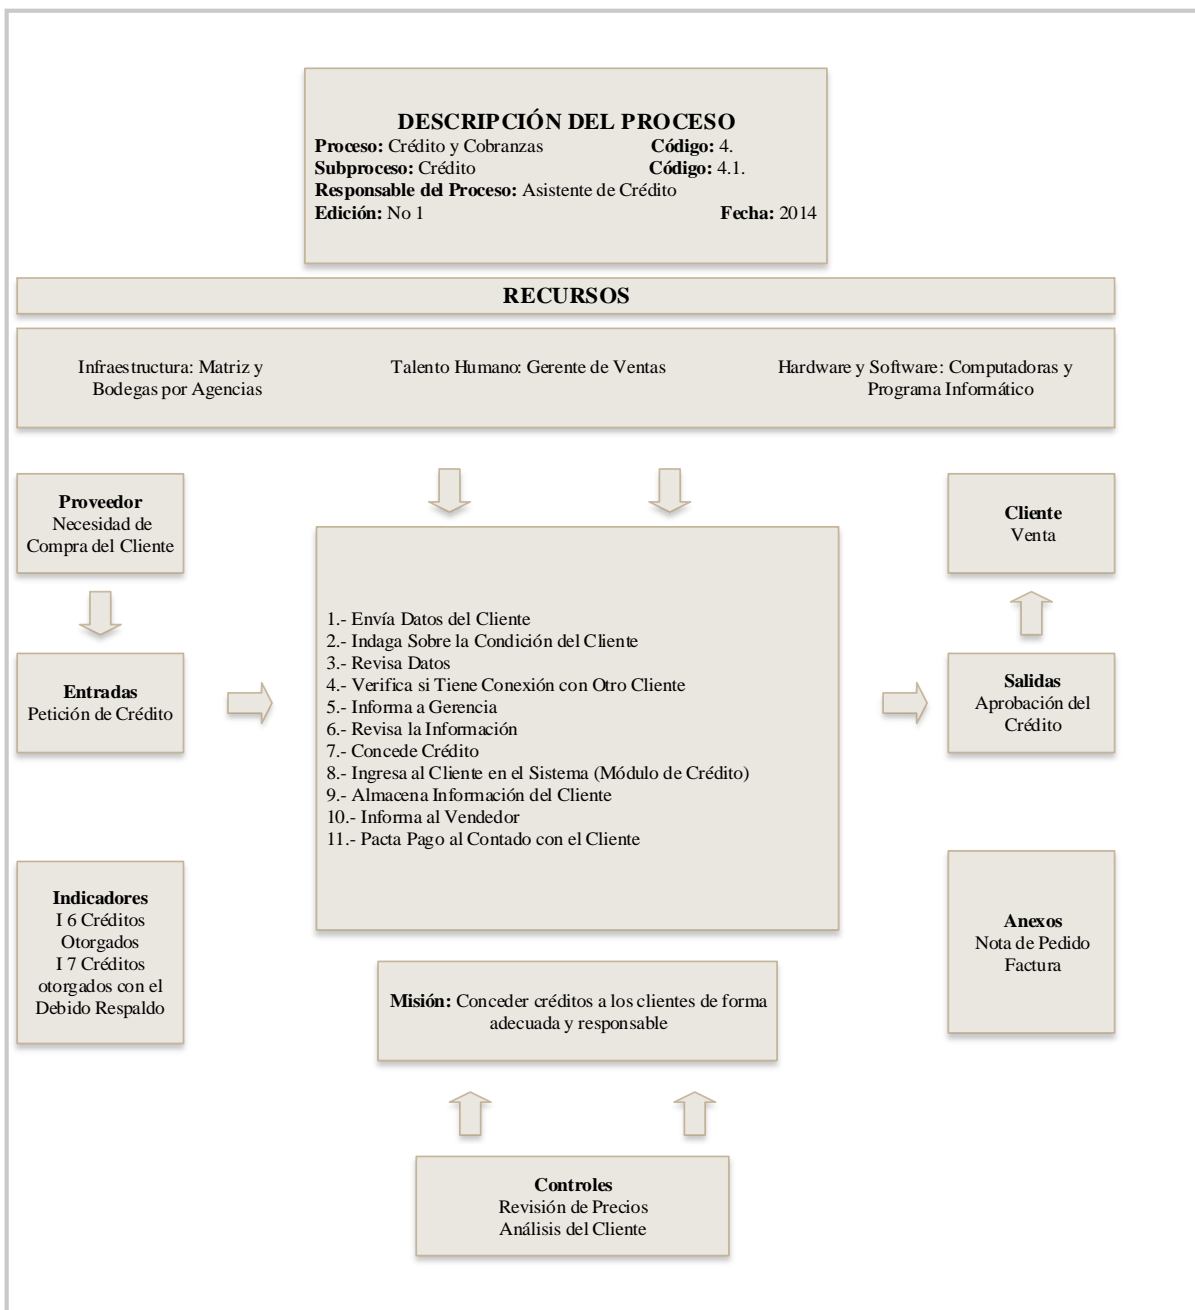 DESCRIPCIÓN DEL PROCESO
Proceso: Crédito y Cobranzas Código: 4.
Subproceso: Crédito Código: 4.1.
Responsable del Proceso: Asistente de Crédito
Edición: No 1 Fecha: 2014
RECURSOS
Infraestructura: Matriz y
Bodegas por Agencias
Talento Humano: Gerente de Ventas
Hardware y Software: Computadoras y
Programa Informático
Proveedor
Necesidad de
Compra del Cliente
Cliente
Venta
Entradas
Petición de Crédito
1.- Envía Datos del Cliente
2.- Indaga Sobre la Condición del Cliente
3.- Revisa Datos
4.- Verifica si Tiene Conexión con Otro Cliente
5.- Informa a Gerencia
6.- Revisa la Información
7.- Concede Crédito
8.- Ingresa al Cliente en el Sistema (Módulo de Crédito)
9.- Almacena Información del Cliente
10.- Informa al Vendedor
11.- Pacta Pago al Contado con el Cliente
Salidas
Aprobación del
Crédito
Indicadores
I 6 Créditos
Otorgados
I 7 Créditos
otorgados con el
Debido Respaldo
Anexos
Nota de Pedido
Factura
Misión: Conceder créditos a los clientes de forma
adecuada y responsable
Controles
Revisión de Precios
Análisis del Cliente